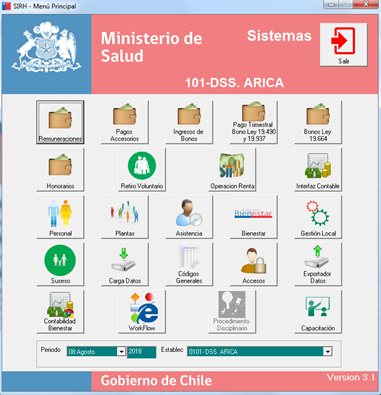 SIRH - Menú Principal
Ministerio de
Salud
Sistemas
Salir
101-DSS. ARICA
Remuneraciones
Pagos
Accesorios
Ingresos de
Bonos
Pago Trimestral
Bono Ley 19.490
y 19.937
Bonos Ley
19.664
Honorarios
Retiro Voluntario
SII
Operacion Renta
Interfaz Contable
Personal
Plantas
Asistencia
Bienestar
Bienestar
Gestión Local
Suseso
Carga Datos
Códigos
Generales
Accesos
Exportador
Datos
Contabilidad
Bienestar
WorkFlow
Procedimiento
Disciplinario
Capacitación
Periodo 08 Agosto 2018 Establec 0101- DSS. ARICA
Gobierno de Chile
Version 3.1